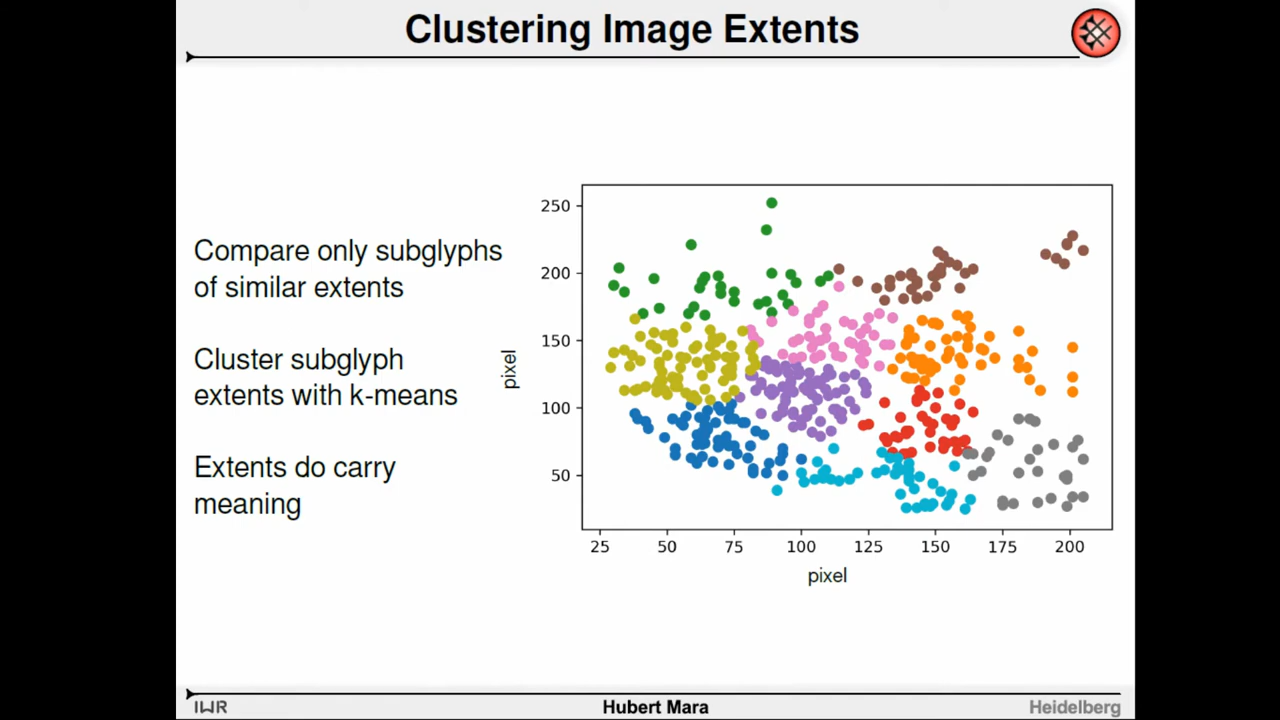 Clustering Image Extents
Compare only subglyphs
of similar extents
Cluster subglyph
extents with k-means
Extents do carry
meaning
pixel
250
200
150
100
50
25 50 75 100 125 150 175 200
pixel
IWR Hubert Mara Heidelberg